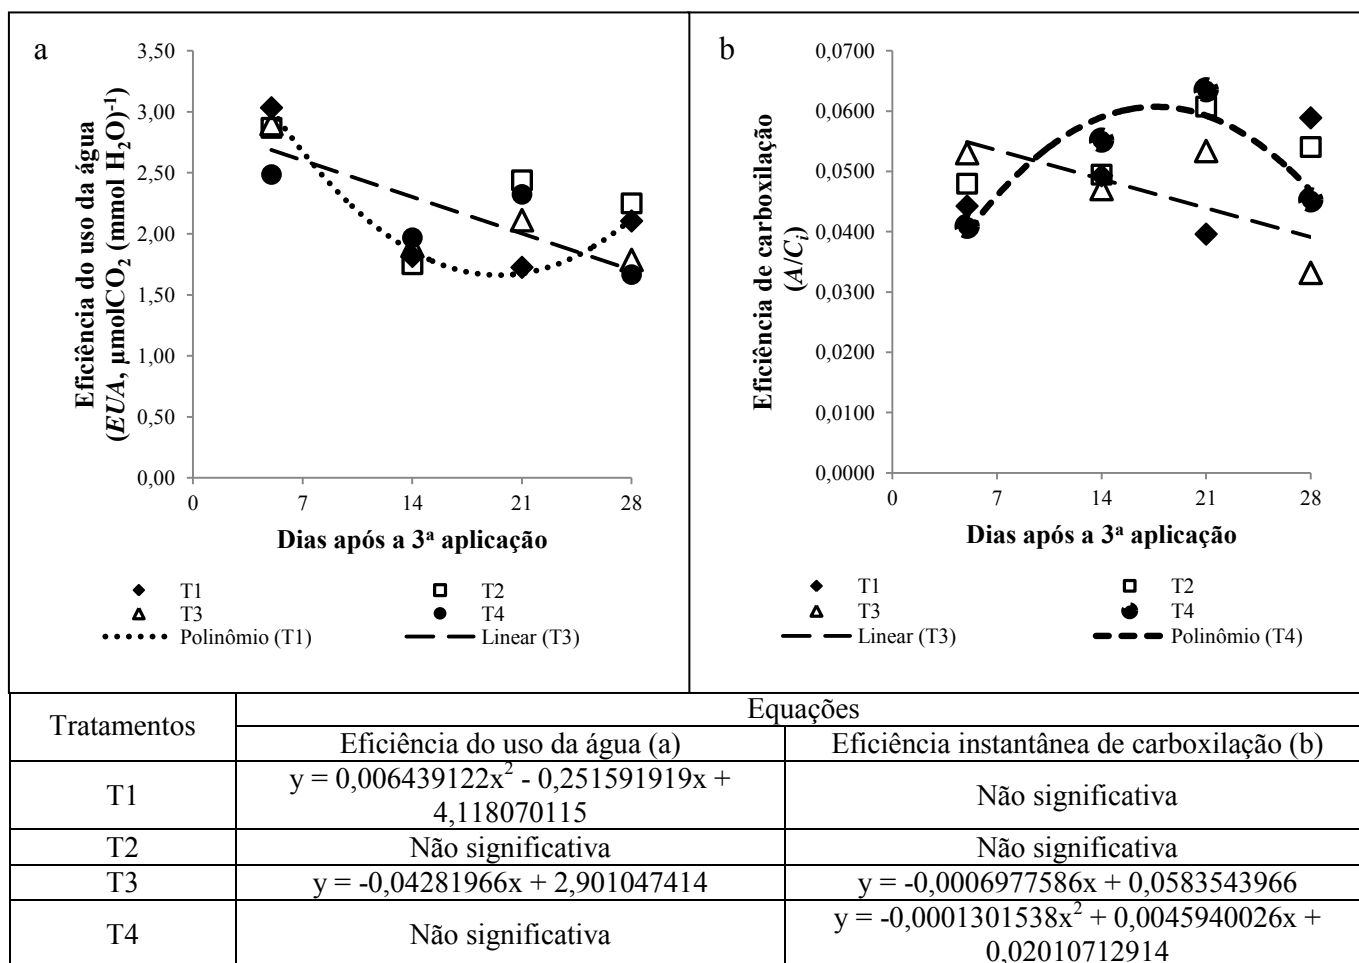 a
Eficiência do uso da água
(EUA, µmolCO₂ (mmol H₂O)⁻¹
3,50
3,00
2,50
2,00
1,50
1,00
0,50
0,00
0 7 14 21 28
Dias após a 3ª aplicação
T1 T2
T3 T4
Polinômio (T1) Linear (T3)
b
Eficiência de carboxilação
(A/Cᵢ)
0,0700
0,0600
0,0500
0,0400
0,0300
0,0200
0,0100
0,0000
0 7 14 21 28
Dias após a 3ª aplicação
T1 T2
T3 T4
Linear (T3) Polinômio (T4)
Tratamentos Equações
Eficiência do uso da água (a) Eficiência instantânea de carboxilação (b)
T1 y = 0,006439122x² - 0,251591919x +
4,118070115 Não significativa
T2 Não significativa Não significativa
T3 y = -0,04281966x + 2,901047414 y = -0,0006977586x + 0,0583543966
T4 Não significativa y = -0,0001301538x² + 0,0045940026x +
0,02010712914